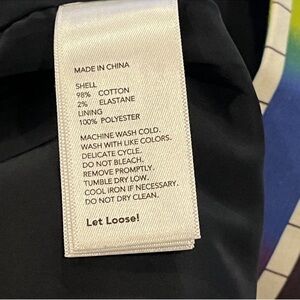 MADE IN CHINA
SHELL
98% COTTON
2% ELASTANE
LINING
100% POLYESTER
MACHINE WASH COLD.
WASH WITH LIKE COLORS.
DELICATE CYCLE.
DO NOT BLEACH.
REMOVE PROMPTLY.
TUMBLE DRY LOW.
COOL IRON IF NECESSARY.
DO NOT DRY CLEAN.
Let Loose!